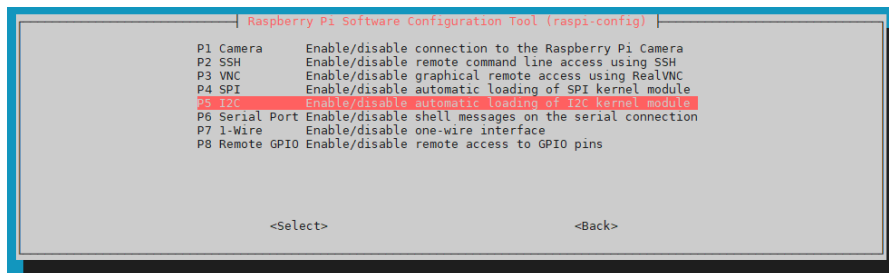 Raspberry Pi Software Configuration Tool (raspi-config)
P1 Camera Enable/disable connection to the Raspberry Pi Camera
P2 SSH Enable/disable remote command line access using SSH
P3 VNC Enable/disable graphical remote access using RealVNC
P4 SPI Enable/disable automatic loading of SPI kernel module
P5 I2C Enable/disable automatic loading of I2C kernel module
P6 Serial Port Enable/disable shell messages on the serial connection
P7 1-Wire Enable/disable one-wire interface
P8 Remote GPIO Enable/disable remote access to GPIO pins
<Select> <Back>